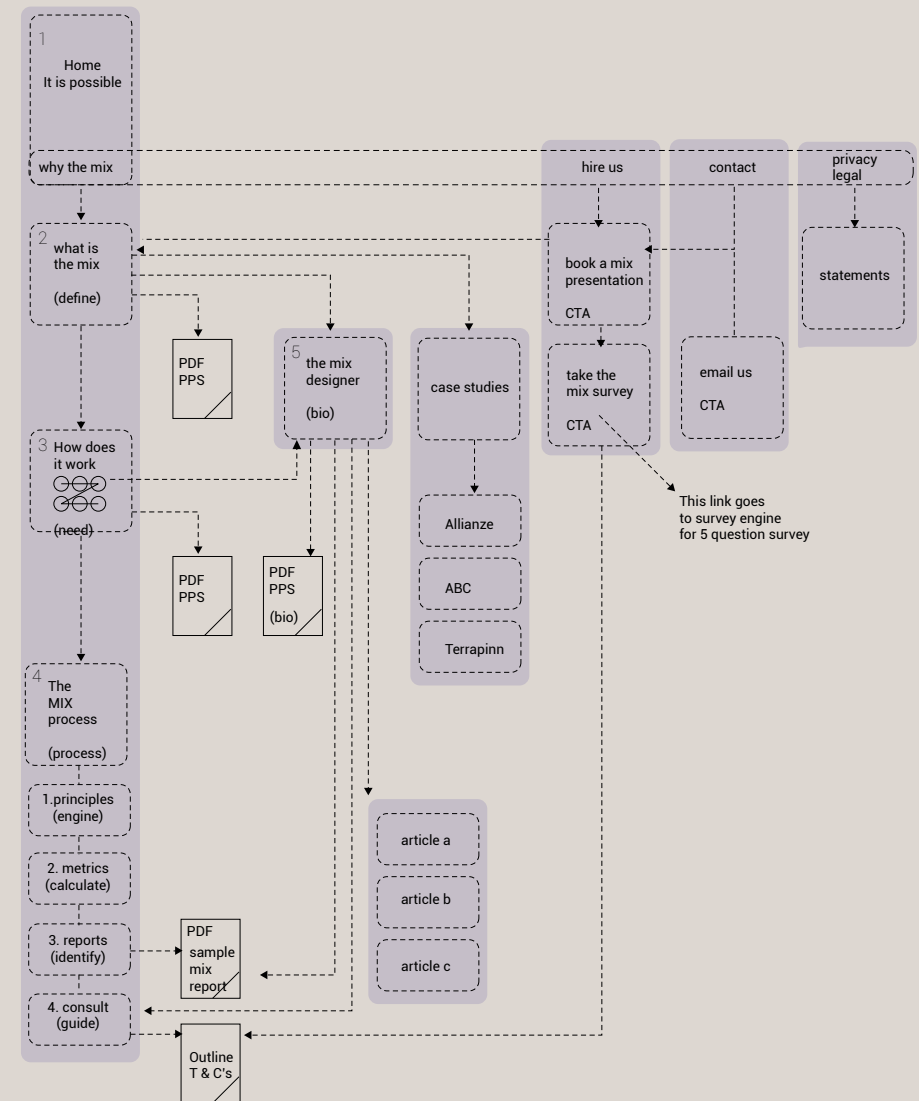 1
Home
It is possible
why the mix
hire us
contact
privacy
legal
2
what is
the mix
(define)
book a mix
presentation
CTA
statements
PDF
PPS
5
the mix
designer
(bio)
case studies
take the
mix survey
CTA
email us
CTA
3
How does
it work
(need)
This link goes
to survey engine
for 5 question survey
Allianze
ABC
Terrapinn
PDF
PPS
PDF
PPS
(bio)
4
The
MIX
process
(process)
1.principles
(engine)
2. metrics
(calculate)
3. reports
(identify)
4. consult
(guide)
article a
article b
article c
PDF
sample
mix
report
Outline
T & C's